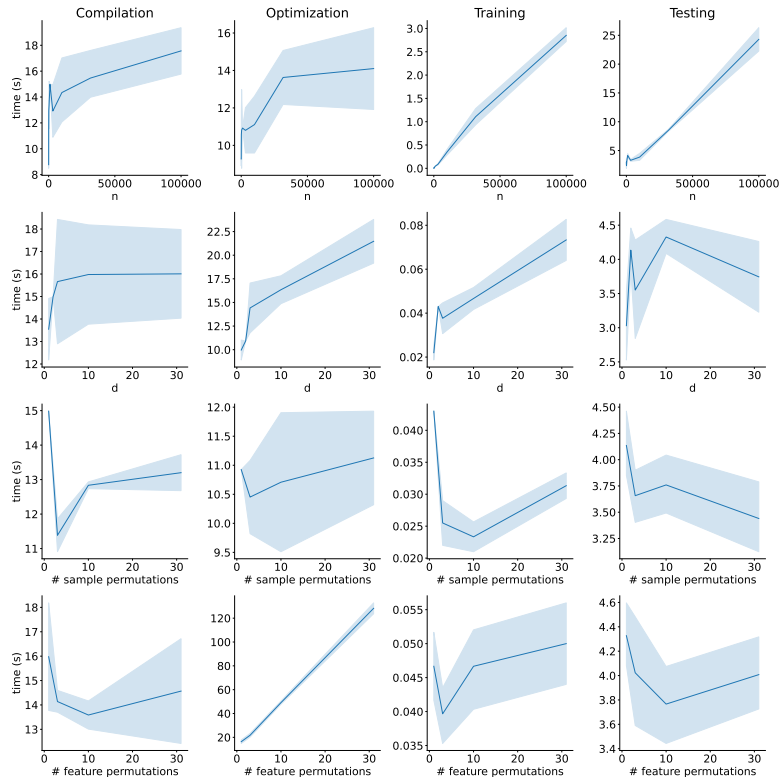 Compilation Optimization Training Testing
18
16
14
12
10
8
time (s)
0 50000 100000
n
16
14
12
10
0 50000 100000
n
3.0
2.5
2.0
1.5
1.0
0.5
0.0
0 50000 100000
n
25
20
15
10
5
0 50000 100000
n
18
17
16
15
14
13
12
time (s)
0 10 20 30
d
22.5
20.0
17.5
15.0
12.5
10.0
0 10 20 30
d
0.08
0.06
0.04
0.02
0 10 20 30
d
4.5
4.0
3.5
3.0
2.5
0 10 20 30
d
15
14
13
12
11
time (s)
0 10 20 30
# sample permutations
12.0
11.5
11.0
10.5
10.0
9.5
0 10 20 30
# sample permutations
0.040
0.035
0.030
0.025
0.020
0 10 20 30
# sample permutations
4.50
4.25
4.00
3.75
3.50
3.25
0 10 20 30
# sample permutations
18
17
16
15
14
13
time (s)
0 10 20 30
# feature permutations
120
100
80
60
40
20
0 10 20 30
# feature permutations
0.055
0.050
0.045
0.040
0.035
0 10 20 30
# feature permutations
4.6
4.4
4.2
4.0
3.8
3.6
3.4
0 10 20 30
# feature permutations